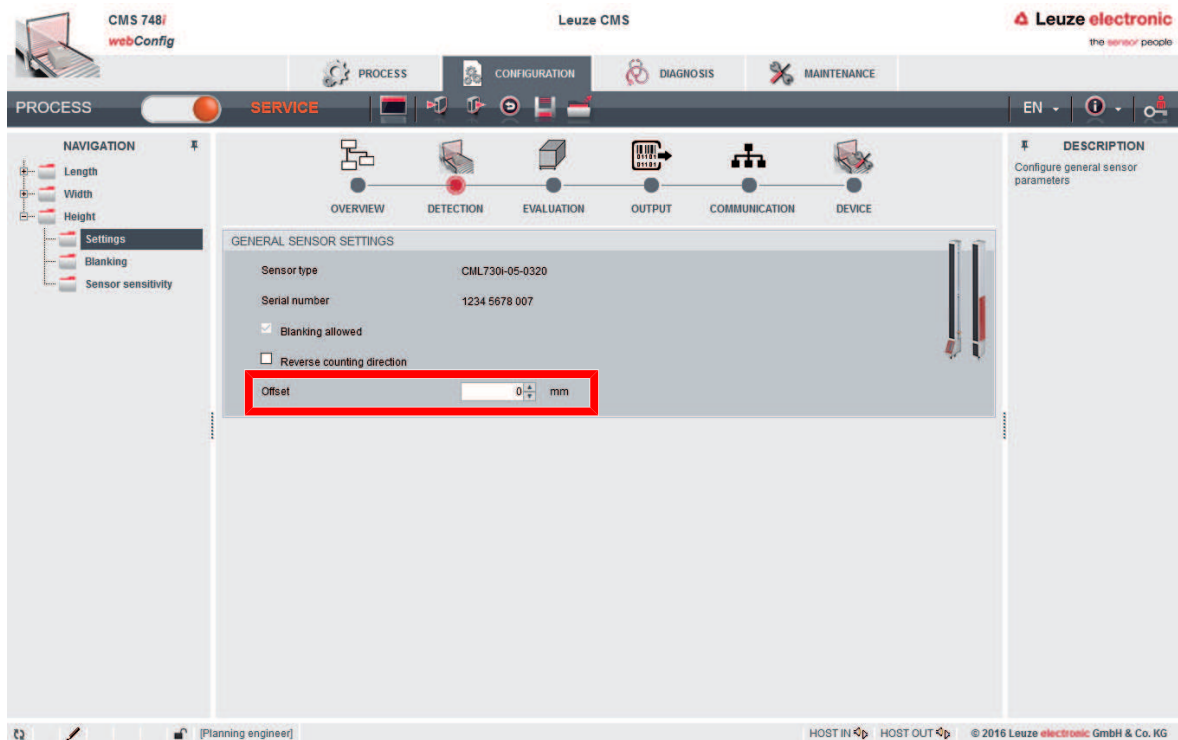 CMS 748i
webConfig
Leuze CMS
Leuze electronic
the sensor people
PROCESS
CONFIGURATION
DIAGNOSIS
MAINTENANCE
PROCESS
SERVICE
EN
NAVIGATION
Length
Width
Height
Settings
Blanking
Sensor sensitivity
OVERVIEW
DETECTION
EVALUATION
OUTPUT
COMMUNICATION
DEVICE
GENERAL SENSOR SETTINGS
Sensor type CML730i-05-0320
Serial number 1234 5678 007
Blanking allowed
Reverse counting direction
Offset 0 mm
DESCRIPTION
Configure general sensor
parameters
[Planning engineer]
HOST IN
HOST OUT
© 2016 Leuze electronic GmbH & Co. KG